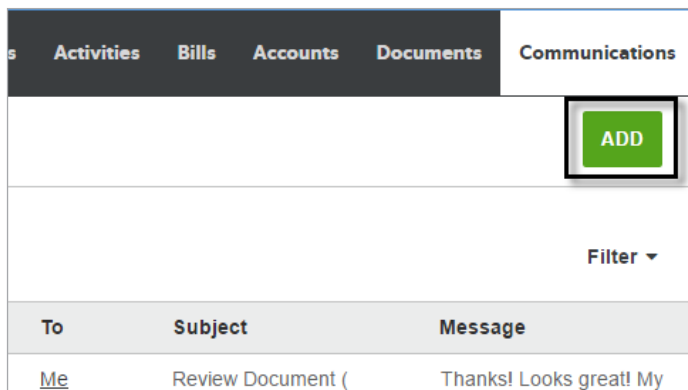 s Activities Bills Accounts Documents Communications
ADD
Filter
To Subject Message
Me Review Document ( Thanks! Looks great! My